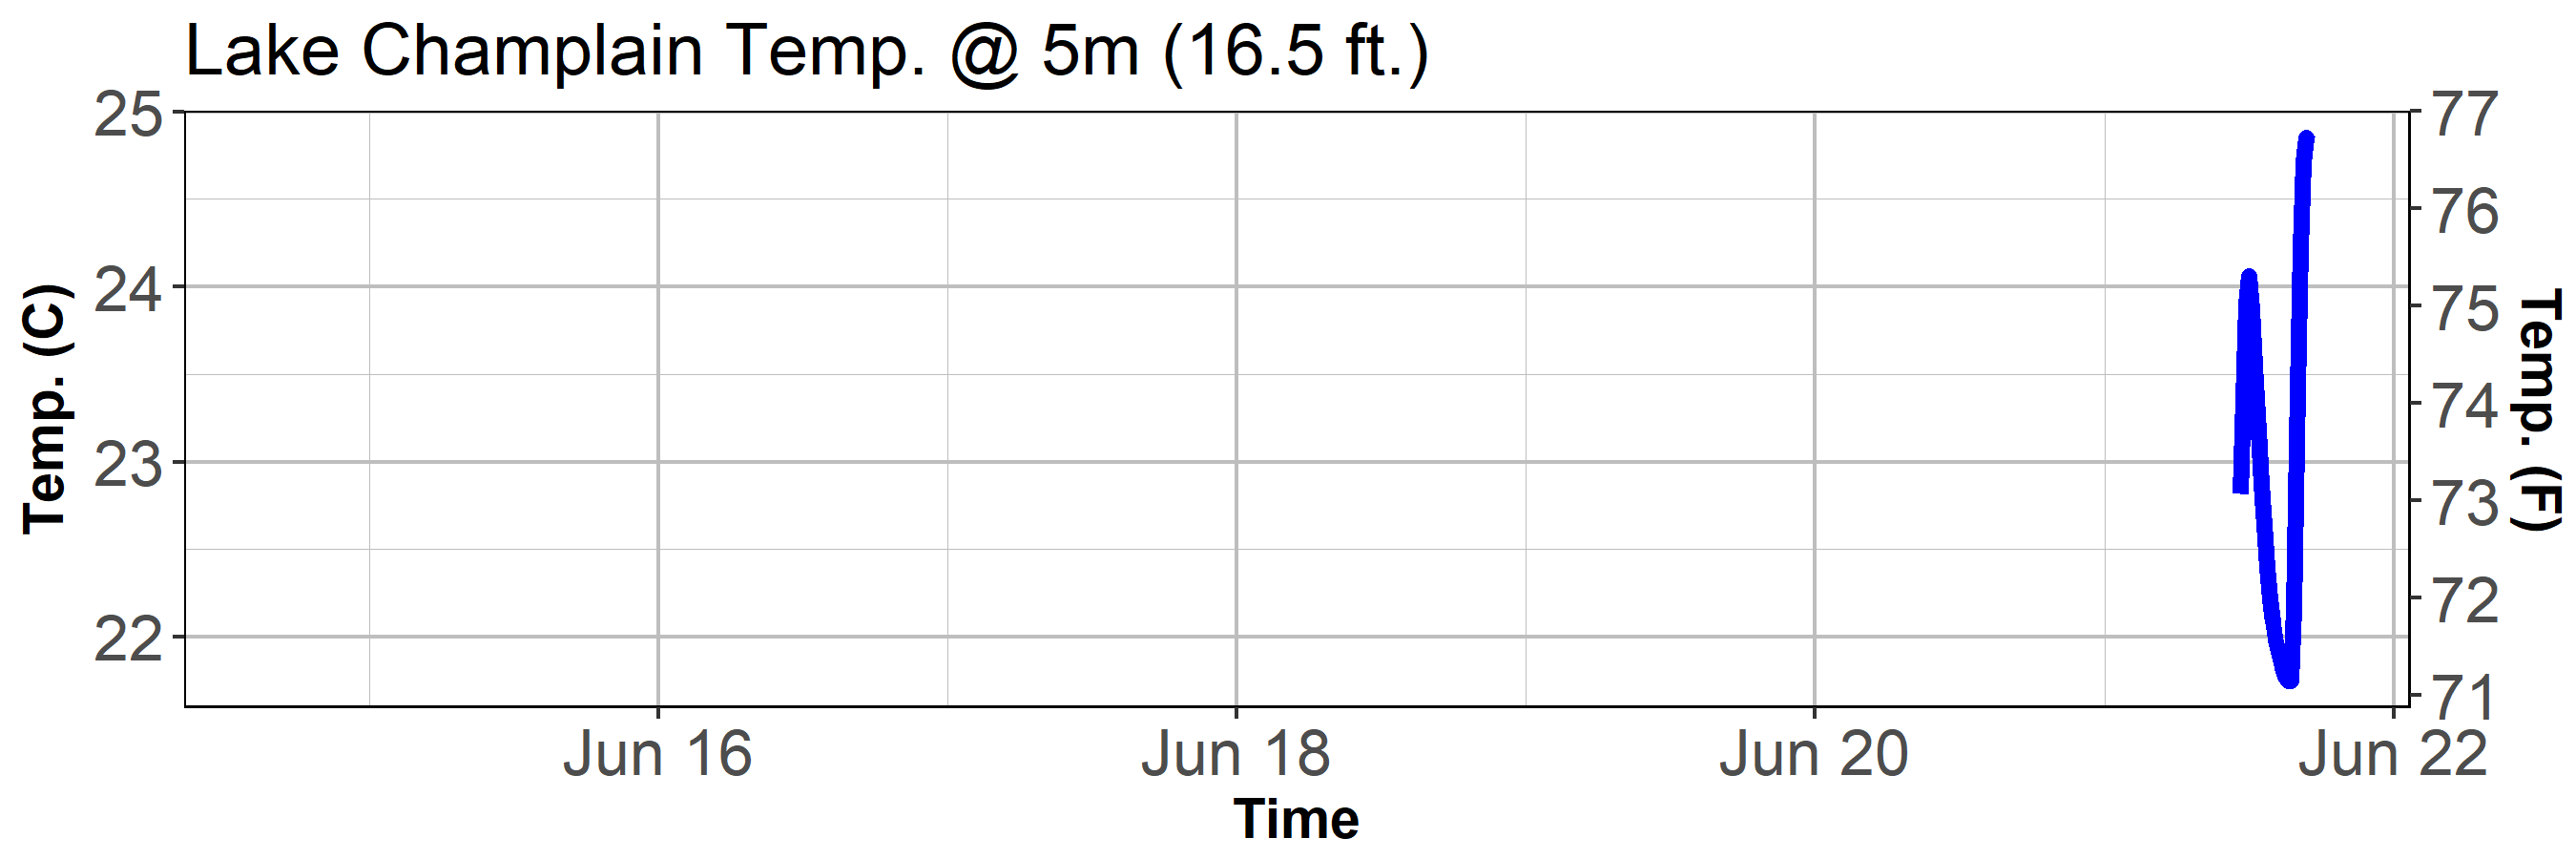 Lake Champlain Temp. @ 5m (16.5 ft.)
25
24
23
22
Temp. (C)
77
76
75
74
73
72
71
Temp. (F)
Jun 16
Jun 18
Jun 20
Jun 22
Time